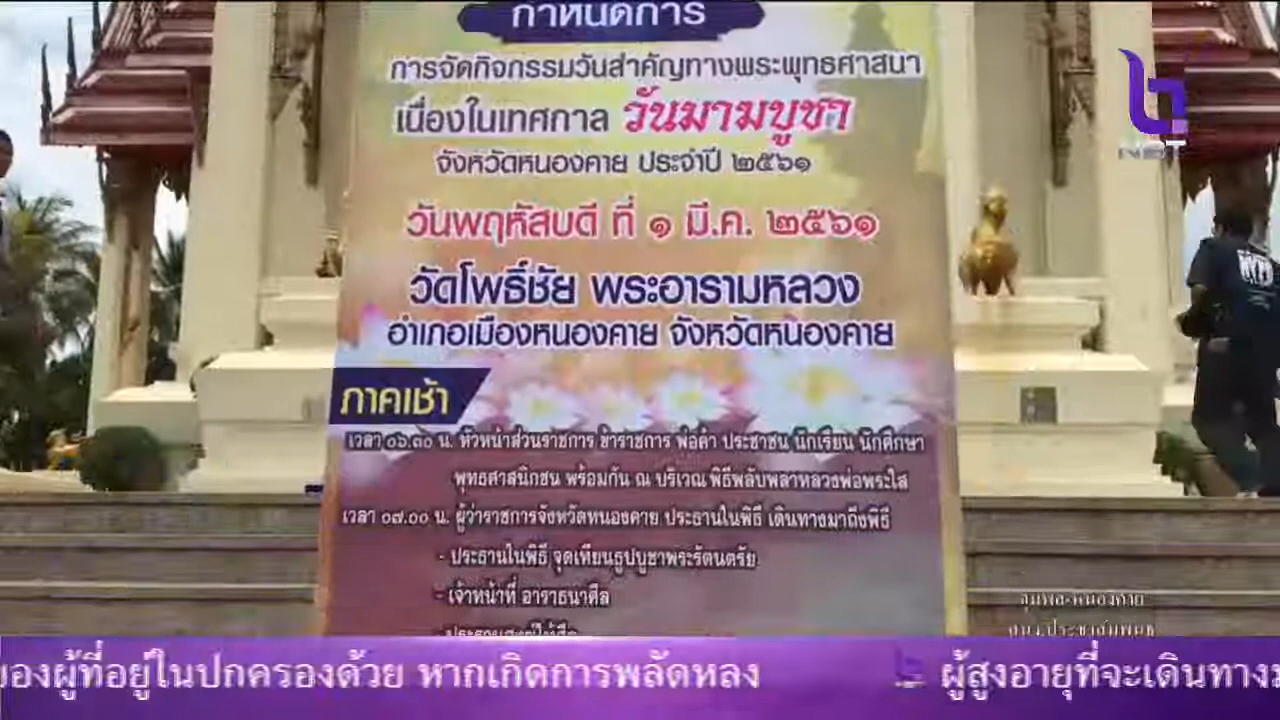 กำหนดการ
การจัดกิจกรรมวันสำคัญทางพระพุทธศาสนา
เนื่องในเทศกาล วันมาฆบูชา
จังหวัดหนองคาย ประจำปี ๒๕๖๑
วันพฤหัสบดี ที่ ๑ มี.ค. ๒๕๖๑
วัดโพธิ์ชัย พระอารามหลวง
อำเภอเมืองหนองคาย จังหวัดหนองคาย
ภาคเช้า
เวลา ๐๖.๓๐ น. หัวหน้าส่วนราชการ ข้าราชการ พ่อค้า ประชาชน นักเรียน นักศึกษา
พุทธศาสนิกชน พร้อมกัน ณ บริเวณ พิธีพลับพลาหลวงพ่อพระใส
เวลา ๐๗.๐๐ น. ผู้ว่าราชการจังหวัดหนองคาย ประธานในพิธี เดินทางมาถึงพิธี
- ประธานในพิธี จุดเทียนธูปบูชาพระรัตนตรัย
- เจ้าหน้าที่ อาราธนาศีล
ของผู้ที่อยู่ในปกครองด้วย หากเกิดการพลัดหลง
ผู้สูงอายุที่จะเดินทางม